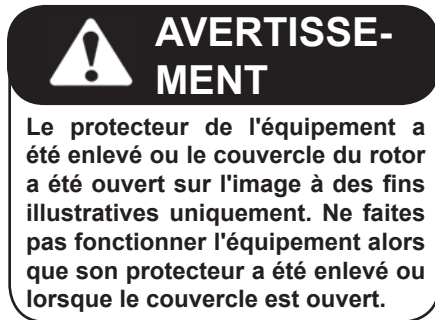 AVERTISSE-
MENT
Le protecteur de l'équipement a
été enlevé ou le couvercle du rotor
a été ouvert sur l'image à des fins
illustratives uniquement. Ne faites
pas fonctionner l'équipement alors
que son protecteur a été enlevé ou
lorsque le couvercle est ouvert.